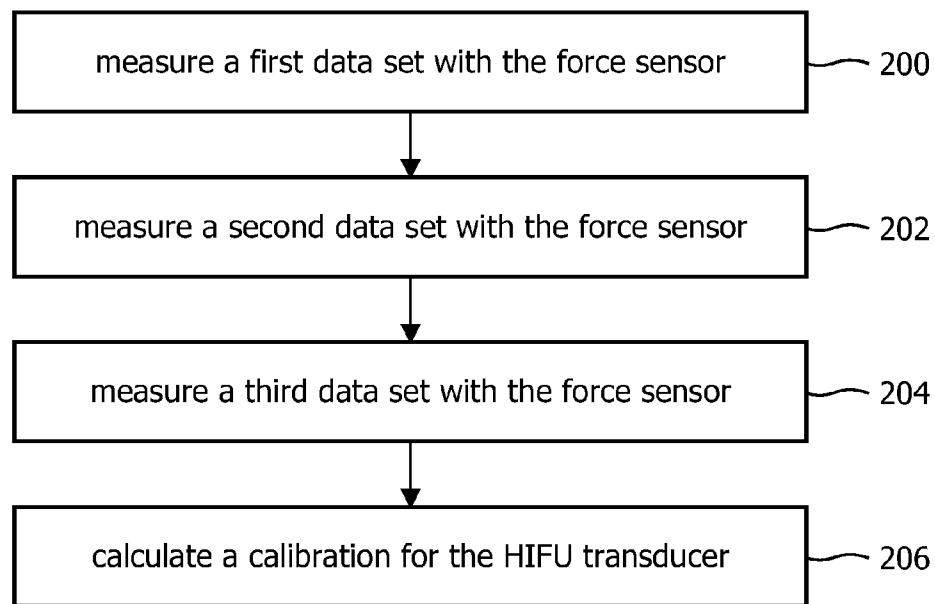 measure a first data set with the force sensor
200
measure a second data set with the force sensor
202
measure a third data set with the force sensor
204
calculate a calibration for the HIFU transducer
206